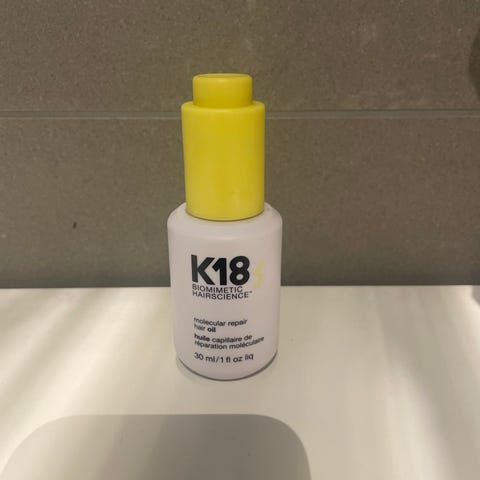 K18
BIOMIMETIC
HAIRSCIENCE™
molecular repair
hair oil
huile capillaire de
réparation moléculaire
30 ml/1 fl oz liq